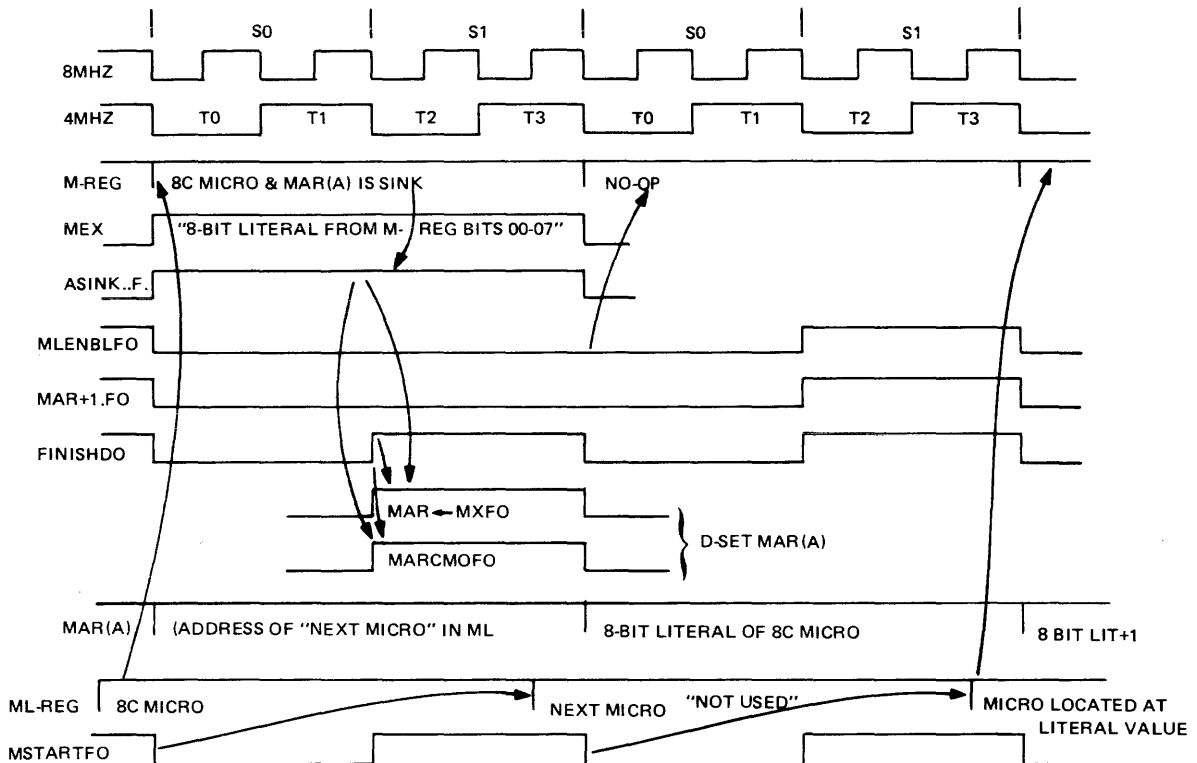 S0 S1 S0 S1
8MHZ
4MHZ T0 T1 T2 T3 T0 T1 T2 T3
M-REG 8C MICRO & MAR(A) IS SINK NO-OP
MEX "8-BIT LITERAL FROM M- REG BITS 00-07"
ASINK..F.
MLENBLFO
MAR+1.FO
FINISHDO
MAR ← MXFO
D-SET MAR(A)
MARCMOFO
MAR(A) (ADDRESS OF "NEXT MICRO" IN ML 8-BIT LITERAL OF 8C MICRO 8 BIT LIT+1
ML-REG 8C MICRO NEXT MICRO "NOT USED" MICRO LOCATED AT
LITERAL VALUE
MSTARTFO